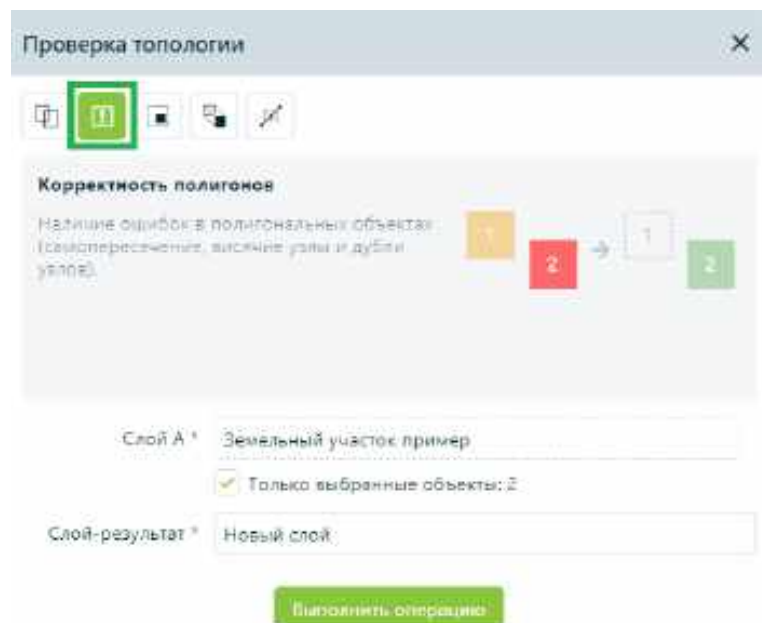 Проверка топологии
Корректность полигонов
Наличие ошибок в полигональных объектах
(самопересечение, висячие узлы и дубли
узлов).
1
2
1
2
Слой А *
Земельный участок пример
Только выбранные объекты: 2
Слой-результат *
Новый слой
Выполнить операцию